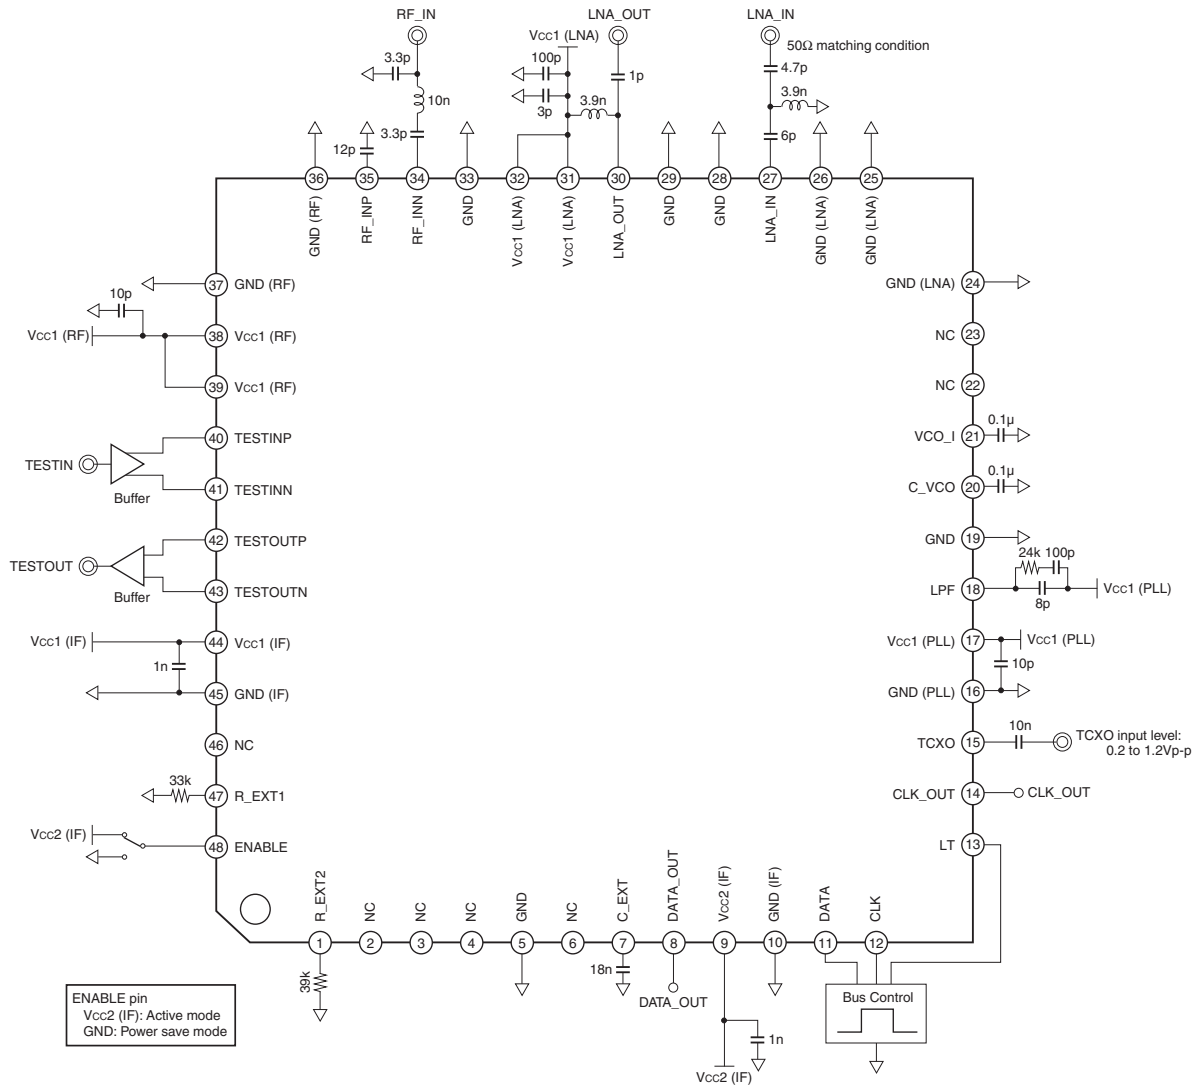 RF_IN
LNA_OUT
LNA_IN
Vcc1 (LNA)
50Ω matching condition
3.3p
100p
1p
4.7p
10n
3p
3.9n
3.9n
12p
3.3p
6p
36
35
34
33
32
31
30
29
28
27
26
25
GND (RF)
RF_INP
RF_INN
GND
Vcc1 (LNA)
Vcc1 (LNA)
LNA_OUT
GND
GND
LNA_IN
GND (LNA)
GND (LNA)
37 GND (RF)
10p
Vcc1 (RF)
38 Vcc1 (RF)
39 Vcc1 (RF)
40 TESTINP
TESTIN
Buffer
41 TESTINN
42 TESTOUTP
TESTOUT
Buffer
43 TESTOUTN
Vcc1 (IF)
44 Vcc1 (IF)
1n
45 GND (IF)
46 NC
33k
47 R_EXT1
Vcc2 (IF)
48 ENABLE
GND (LNA) 24
NC 23
NC 22
VCO_I 21
0.1μ
C_VCO 20
0.1μ
GND 19
24k 100p
LPF 18
8p
Vcc1 (PLL)
Vcc1 (PLL) 17
Vcc1 (PLL)
10p
GND (PLL) 16
TCXO 15
10n
TCXO input level:
0.2 to 1.2Vp-p
CLK_OUT 14
CLK_OUT
LT 13
R_EXT2
NC
NC
NC
GND
NC
C_EXT
DATA_OUT
Vcc2 (IF)
GND (IF)
DATA
CLK
1
2
3
4
5
6
7
8
9
10
11
12
39k
18n
DATA_OUT
1n
Vcc2 (IF)
Bus Control
ENABLE pin
Vcc2 (IF): Active mode
GND: Power save mode